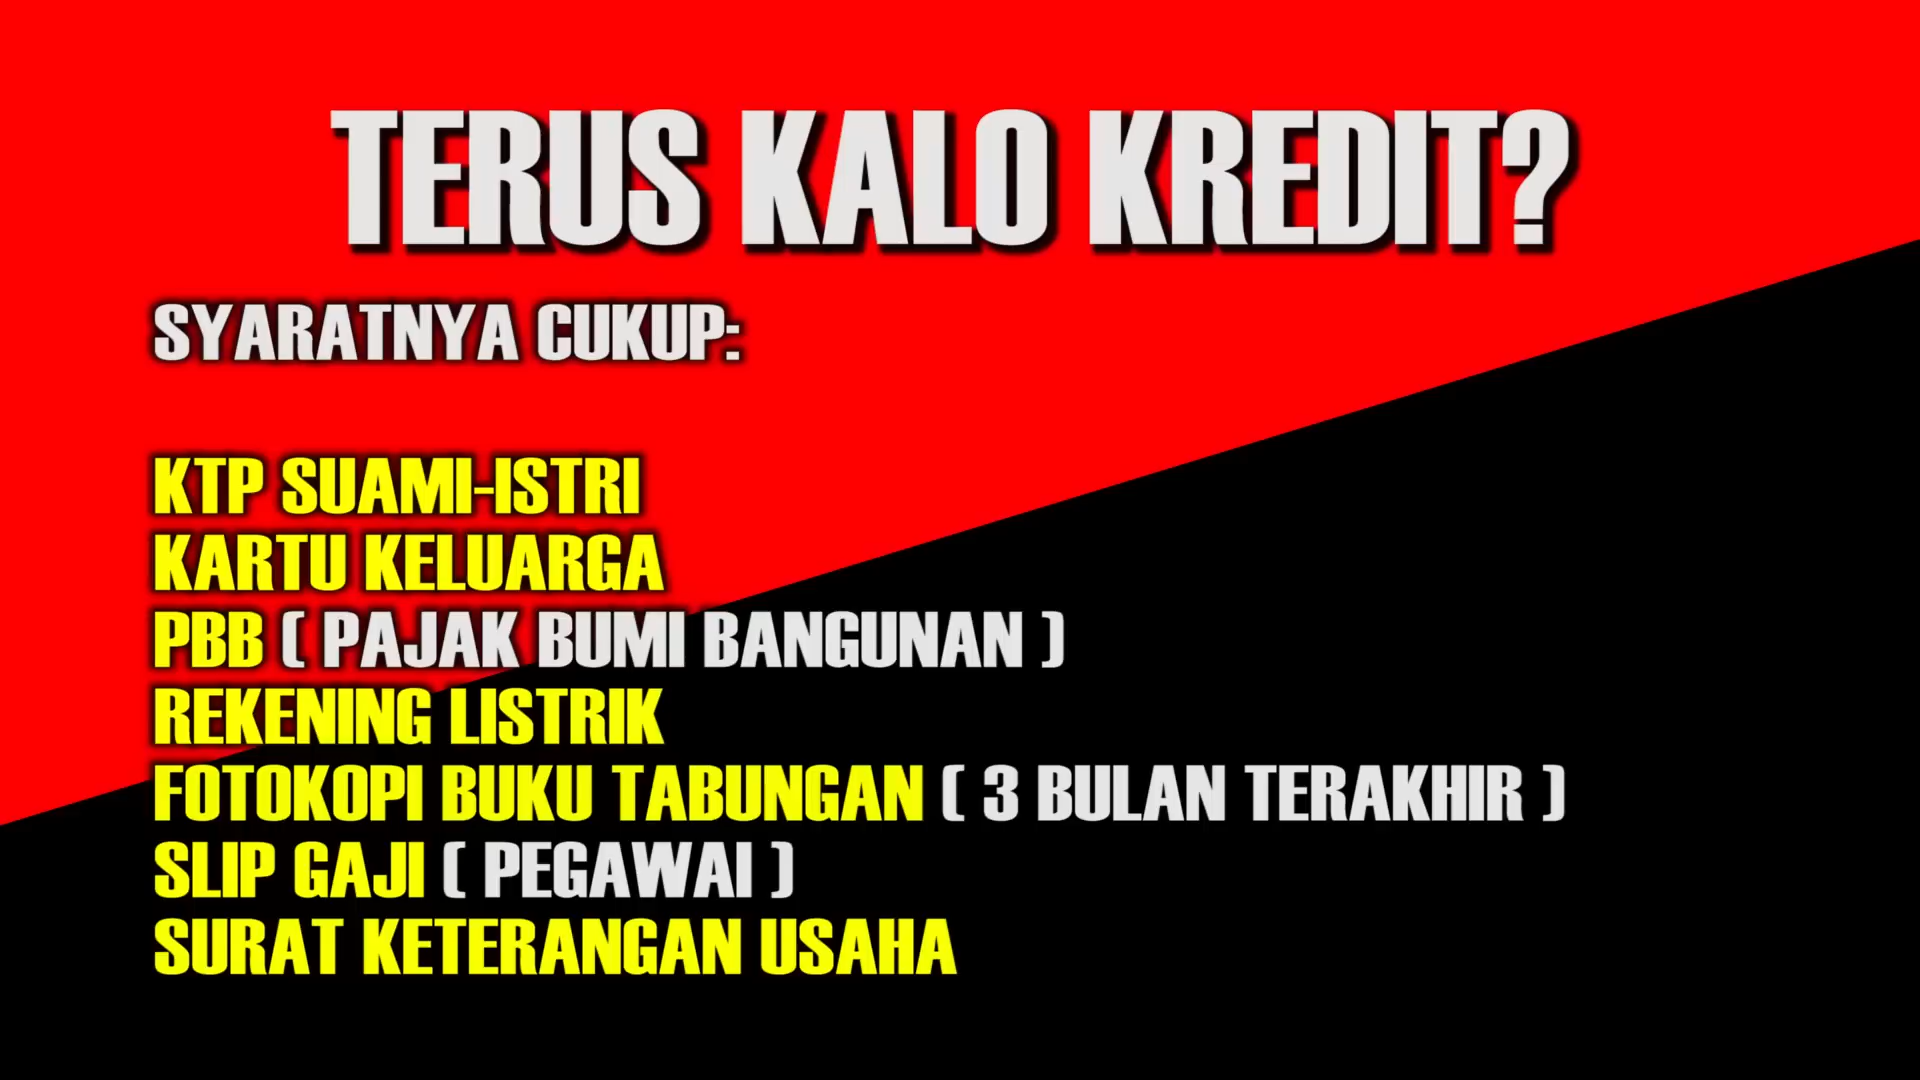 TERUS KALO KREDIT?
SYARATNYA CUKUP:
KTP SUAMI-ISTRI
KARTU KELUARGA
PBB ( PAJAK BUMI BANGUNAN )
REKENING LISTRIK
FOTOKOPI BUKU TABUNGAN ( 3 BULAN TERAKHIR )
SLIP GAJI ( PEGAWAI )
SURAT KETERANGAN USAHA